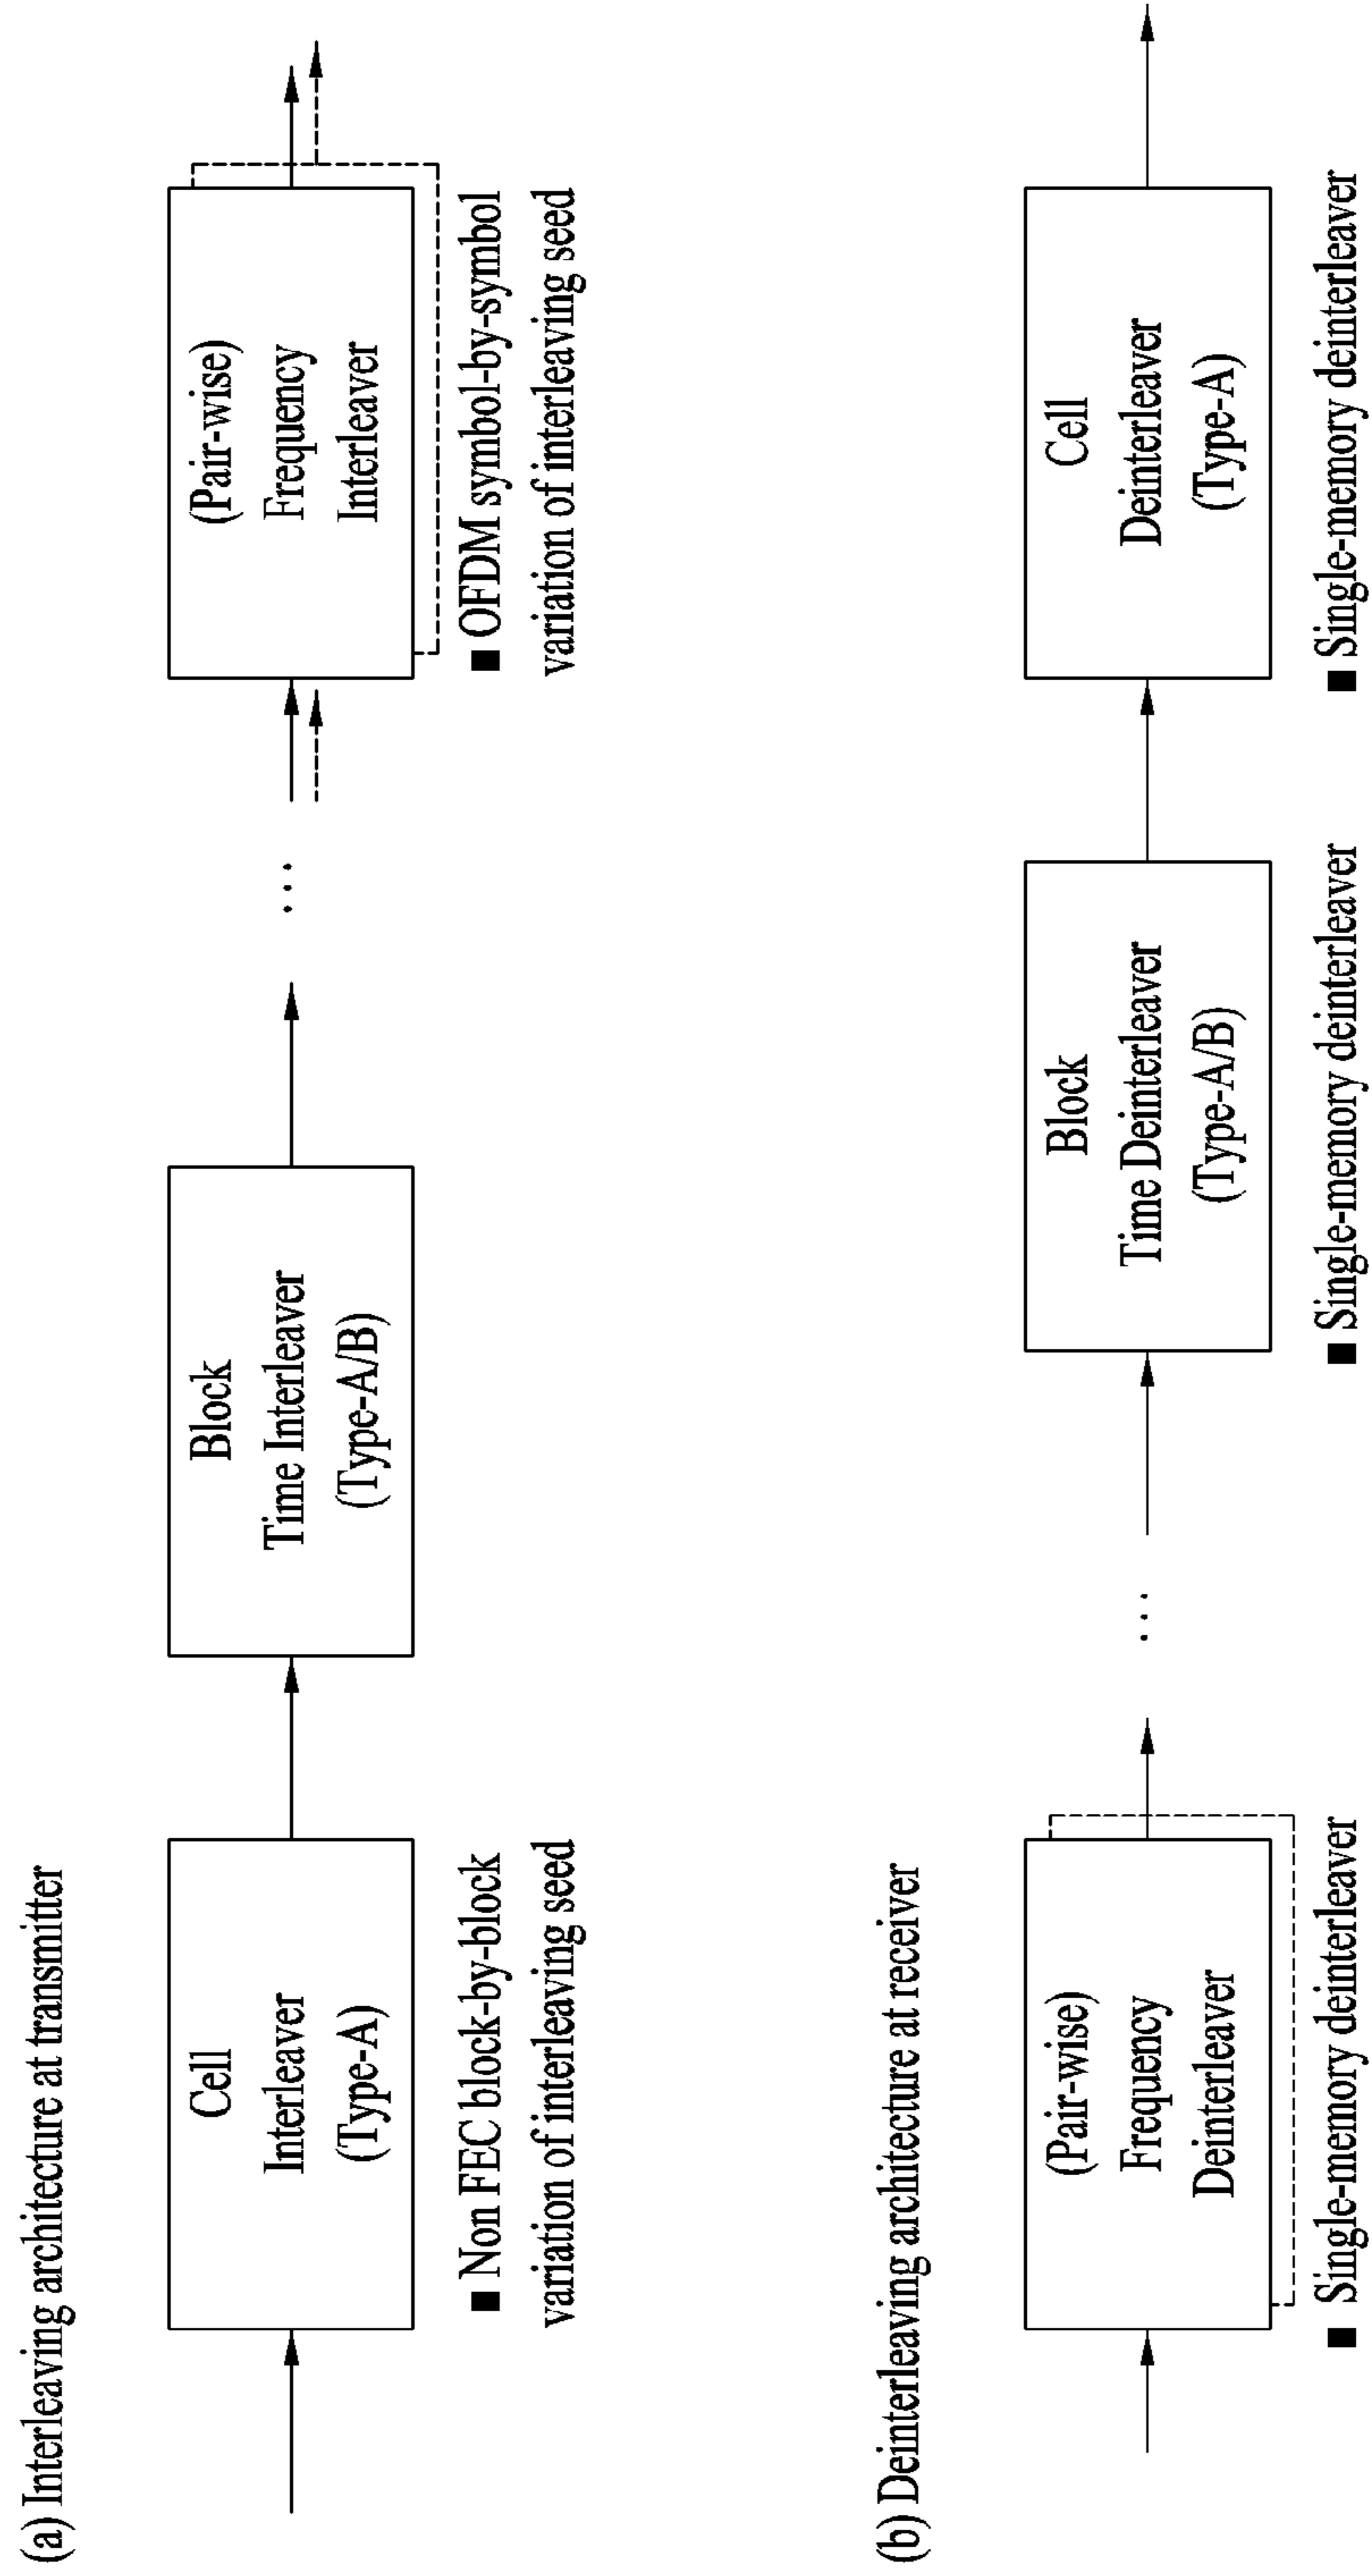 (a) Interleaving architecture at transmitter
Cell
Interleaver
(Type-A)
■ Non FEC block-by-block
variation of interleaving seed
Block
Time Interleaver
(Type-A/B)
...
(Pair-wise)
Frequency
Interleaver
■ OFDM symbol-by-symbol
variation of interleaving seed
(b) Deinterleaving architecture at receiver
(Pair-wise)
Frequency
Deinterleaver
■ Single-memory deinterleaver
...
Block
Time Deinterleaver
(Type-A/B)
■ Single-memory deinterleaver
Cell
Deinterleaver
(Type-A)
■ Single-memory deinterleaver